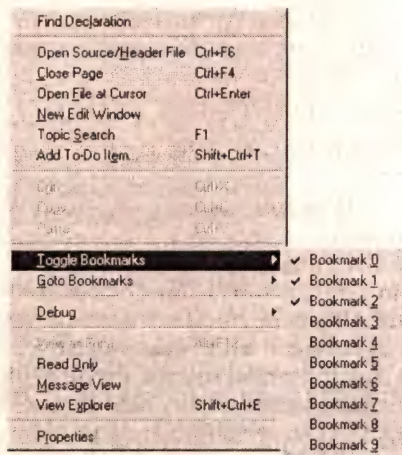 Find Declaration
Open Source/Header File Ctrl+F6
Close Page Ctrl+F4
Open File at Cursor Ctrl+Enter
New Edit Window
Topic Search F1
Add To-Do Item... Shift+Ctrl+T
Toggle Bookmarks
Goto Bookmarks
Debug
Read Only
Message View
View Explorer Shift+Ctrl+E
Properties
Bookmark 0
Bookmark 1
Bookmark 2
Bookmark 3
Bookmark 4
Bookmark 5
Bookmark 6
Bookmark 7
Bookmark 8
Bookmark 9